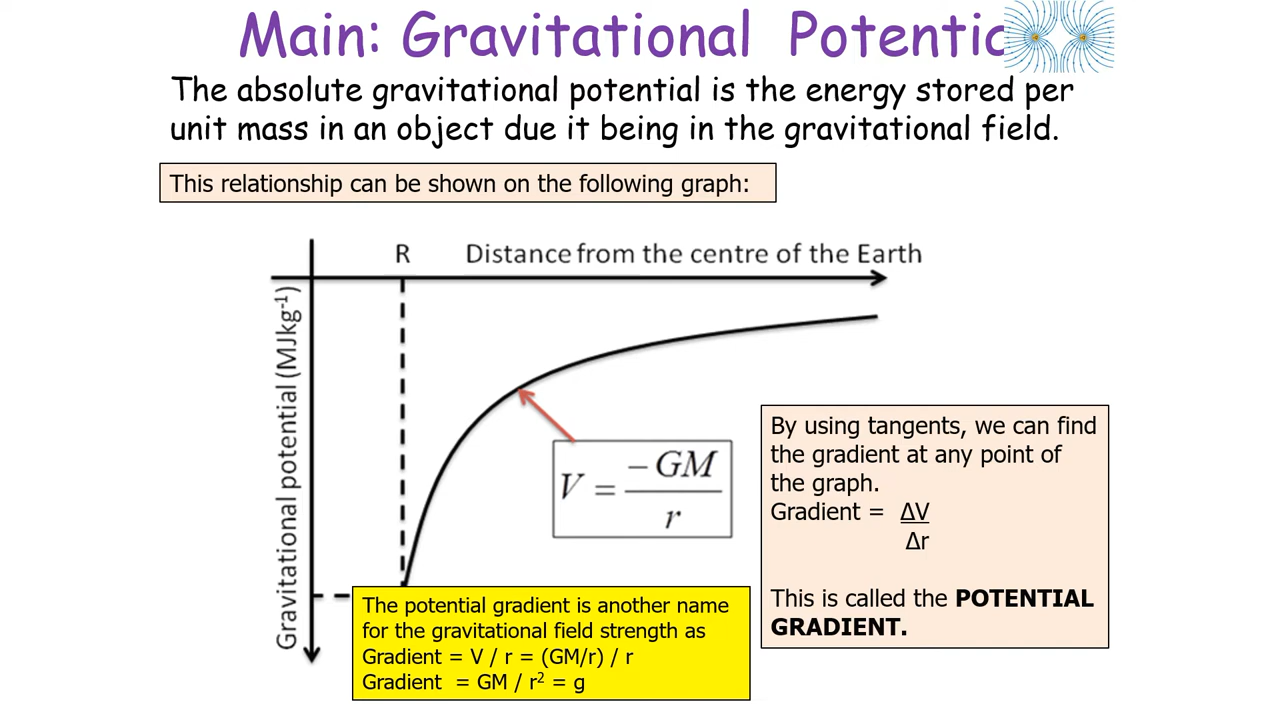 Main: Gravitational Potentia
The absolute gravitational potential is the energy stored per
unit mass in an object due it being in the gravitational field.
This relationship can be shown on the following graph:
R
Distance from the centre of the Earth
Gravitational potential (MJkg⁻¹)
V = −GM
r
By using tangents, we can find
the gradient at any point of
the graph.
Gradient = ΔV
Δr
This is called the POTENTIAL
GRADIENT.
The potential gradient is another name
for the gravitational field strength as
Gradient = V / r = (GM/r) / r
Gradient = GM / r² = g